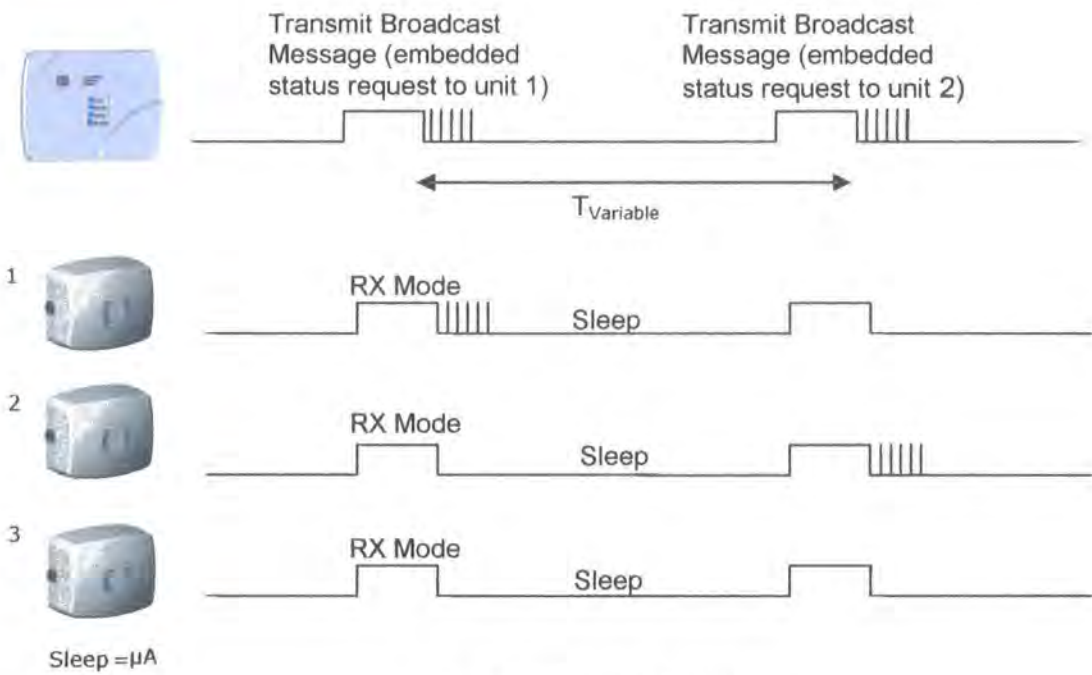 Transmit Broadcast
Message (embedded
status request to unit 1)
Transmit Broadcast
Message (embedded
status request to unit 2)
TVariable
1
RX Mode
Sleep
2
RX Mode
Sleep
3
RX Mode
Sleep
Sleep =μA